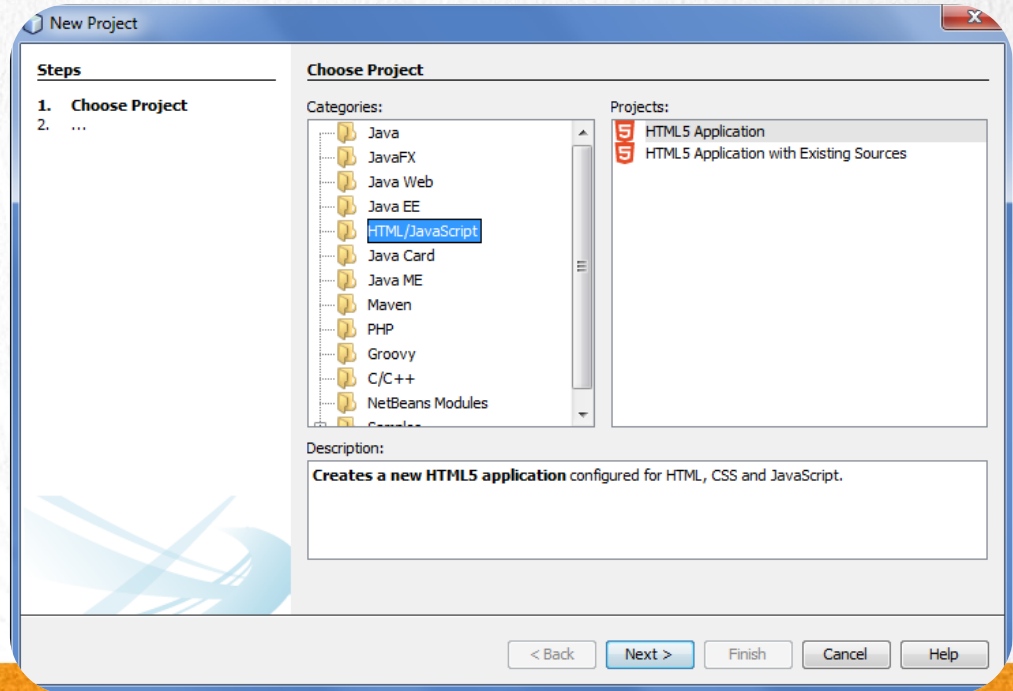 New Project
Steps
1. Choose Project
2. ...
Choose Project
Categories:
Java
JavaFX
Java Web
Java EE
HTML/JavaScript
Java Card
Java ME
Maven
PHP
Groovy
C/C++
NetBeans Modules
Samples
Projects:
HTML5 Application
HTML5 Application with Existing Sources
Description:
Creates a new HTML5 application configured for HTML, CSS and JavaScript.
< Back Next > Finish Cancel Help